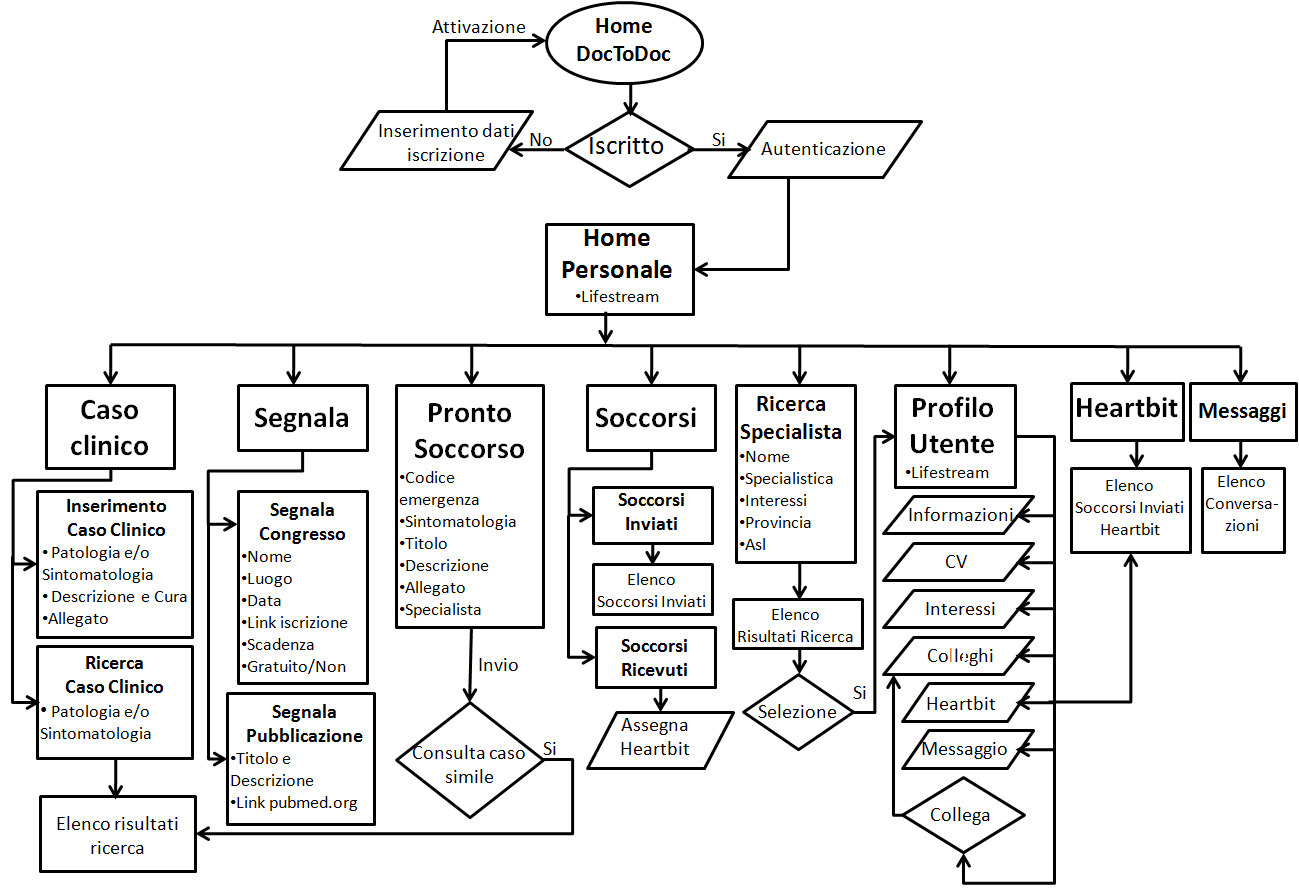 Attivazione
Home
DocToDoc
Inserimento dati
iscrizione
No
Iscritto
Si
Autenticazione
Home
Personale
•Lifestream
Caso
clinico
Inserimento
Caso Clinico
• Patologia e/o
Sintomatologia
• Descrizione e Cura
•Allegato
Ricerca
Caso Clinico
• Patologia e/o
Sintomatologia
Elenco risultati
ricerca
Segnala
Segnala
Congresso
•Nome
•Luogo
•Data
•Link iscrizione
•Scadenza
•Gratuito/Non
Segnala
Pubblicazione
•Titolo e
Descrizione
•Link pubmed.org
Pronto
Soccorso
•Codice
emergenza
•Sintomatologia
•Titolo
•Descrizione
•Allegato
•Specialista
Invio
Consulta caso
simile
Si
Soccorsi
Soccorsi
Inviati
Elenco
Soccorsi Inviati
Soccorsi
Ricevuti
Assegna
Heartbit
Ricerca
Specialista
•Nome
•Specialistica
•Interessi
•Provincia
•Asl
Elenco
Risultati Ricerca
Selezione
Si
Profilo
Utente
•Lifestream
Informazioni
CV
Interessi
Colleghi
Heartbit
Messaggio
Collega
Heartbit
Elenco
Soccorsi Inviati
Heartbit
Messaggi
Elenco
Conversa-
zioni